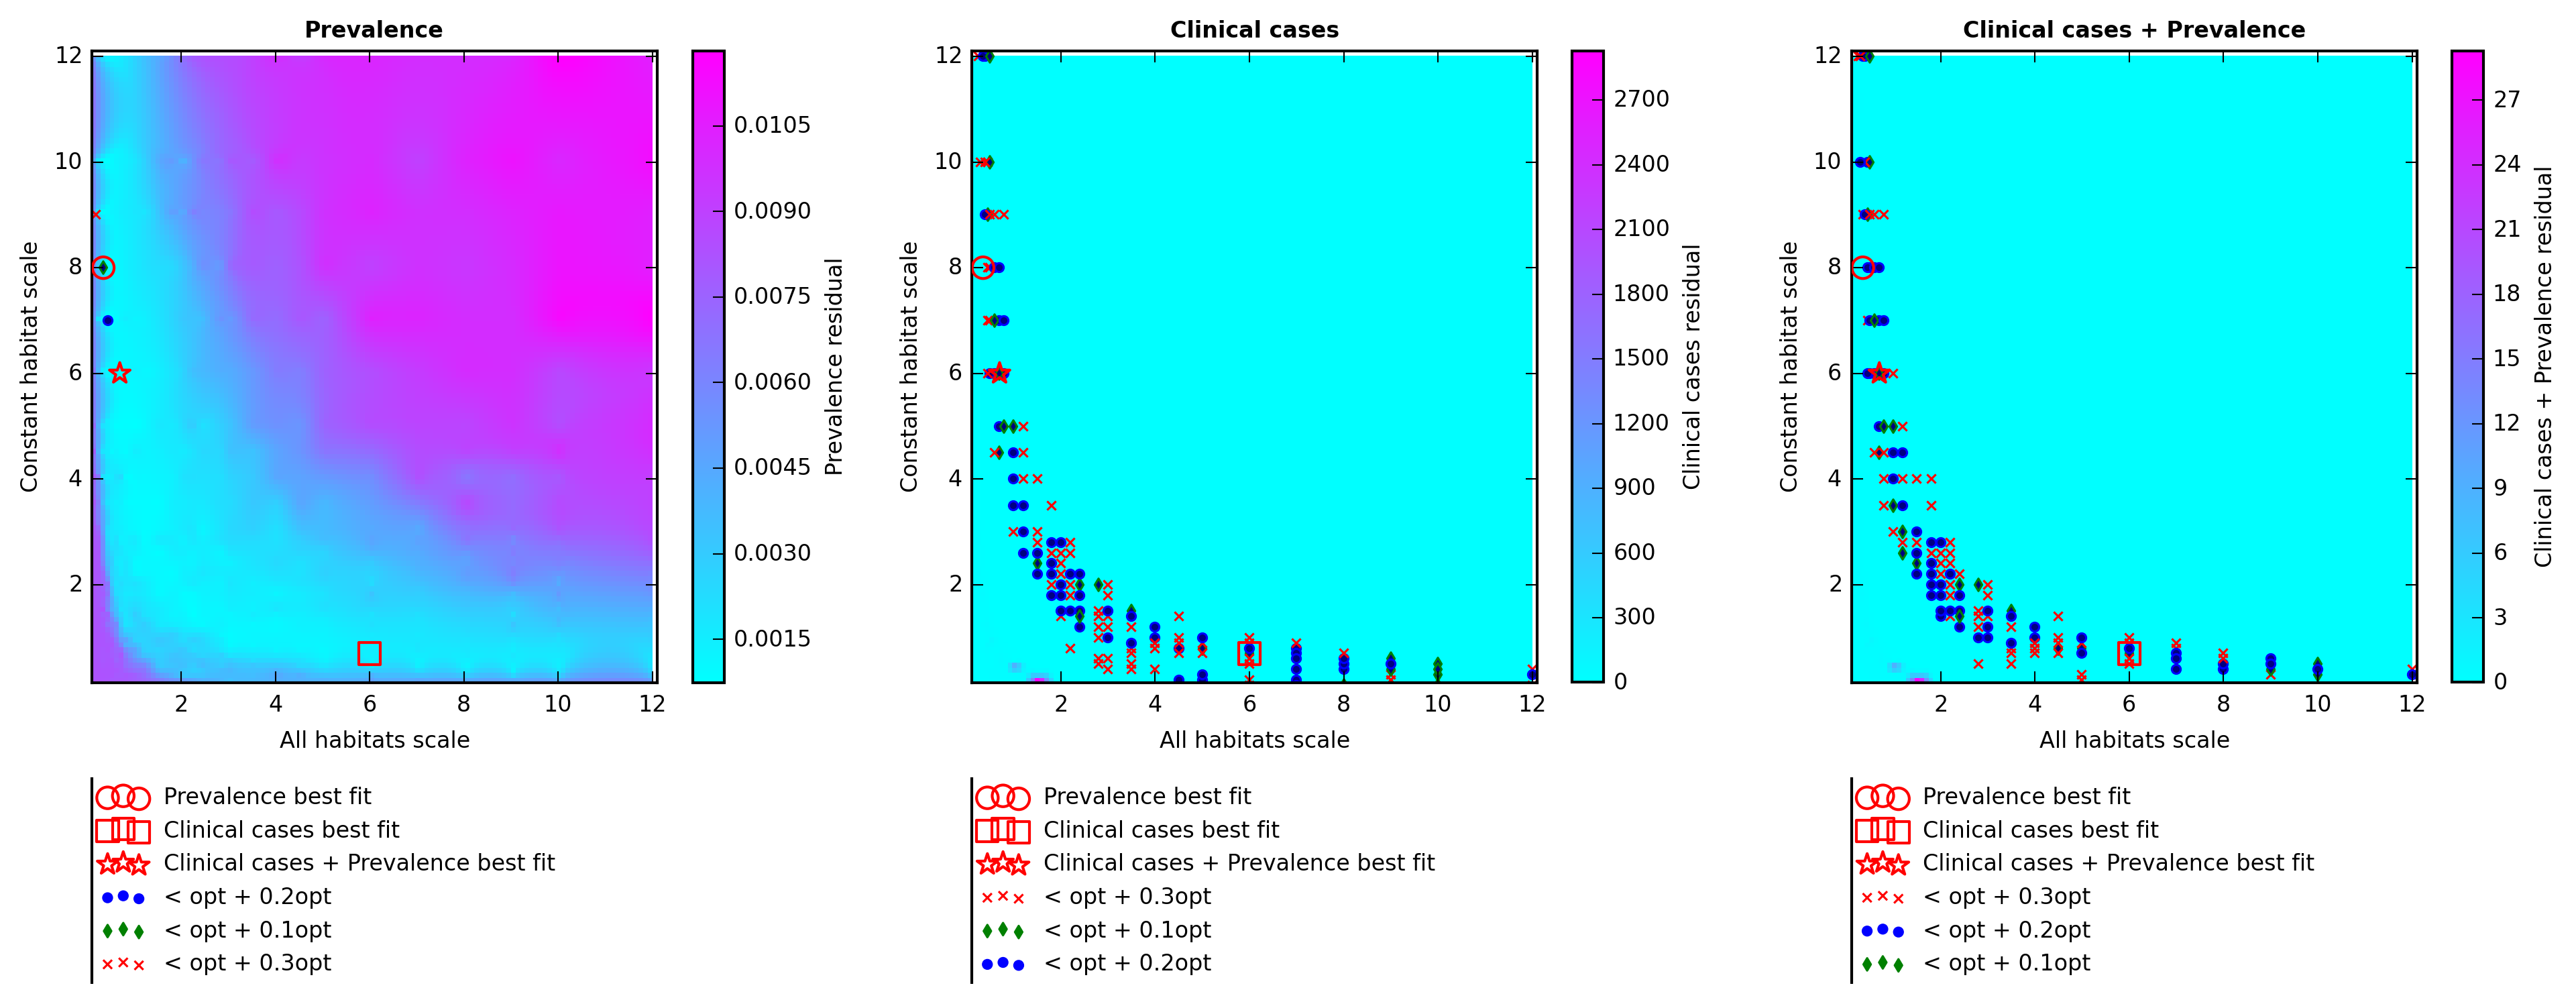 Prevalence
12
10
8
6
4
2
2 4 6 8 10 12
Constant habitat scale
All habitats scale
0.0105
0.0090
0.0075
0.0060
0.0045
0.0030
0.0015
Prevalence residual
Prevalence best fit
Clinical cases best fit
Clinical cases + Prevalence best fit
< opt + 0.2opt
< opt + 0.1opt
< opt + 0.3opt
Clinical cases
12
10
8
6
4
2
2 4 6 8 10 12
Constant habitat scale
All habitats scale
2700
2400
2100
1800
1500
1200
900
600
300
0
Clinical cases residual
Prevalence best fit
Clinical cases best fit
Clinical cases + Prevalence best fit
< opt + 0.3opt
< opt + 0.1opt
< opt + 0.2opt
Clinical cases + Prevalence
12
10
8
6
4
2
2 4 6 8 10 12
Constant habitat scale
All habitats scale
27
24
21
18
15
12
9
6
3
0
Clinical cases + Prevalence residual
Prevalence best fit
Clinical cases best fit
Clinical cases + Prevalence best fit
< opt + 0.3opt
< opt + 0.2opt
< opt + 0.1opt